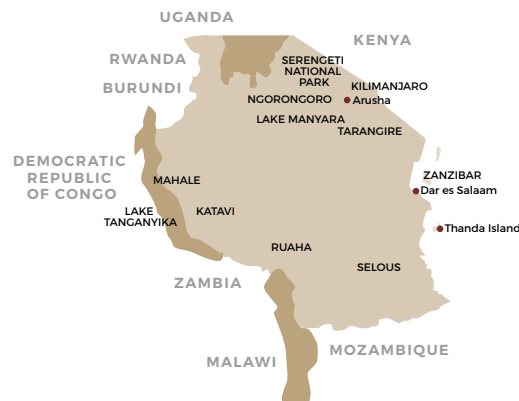 UGANDA
KENYA
RWANDA
SERENGETI
NATIONAL
PARK
BURUNDI
KILIMANJARO
NGORONGORO
Arusha
LAKE MANYARA
TARANGIRE
DEMOCRATIC
REPUBLIC
OF CONGO
MAHALE
ZANZIBAR
Dar es Salaam
LAKE
TANGANYIKA
KATAVI
Thanda Island
RUAHA
SELOUS
ZAMBIA
MALAWI
MOZAMBIQUE